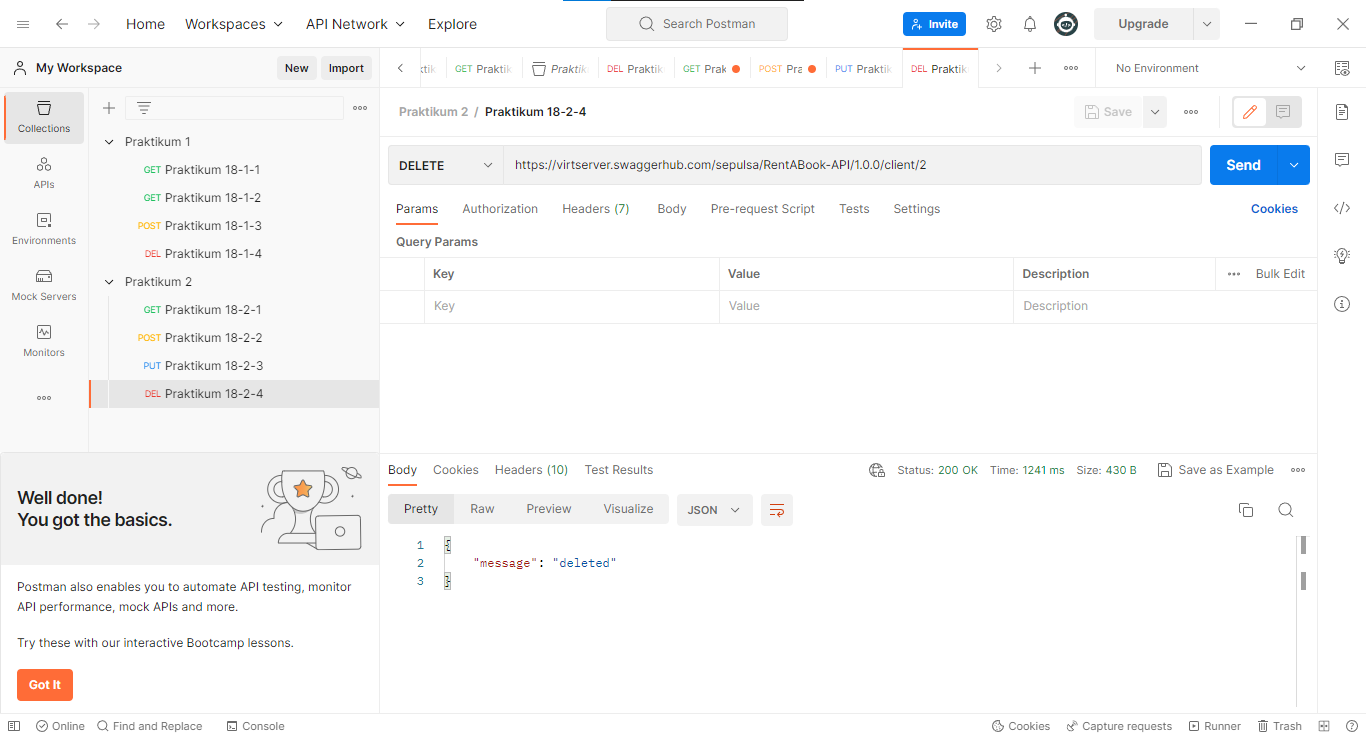 Home Workspaces API Network Explore Search Postman Invite Upgrade
My Workspace New Import GET Praktik Praktik DEL Praktik GET Prak POST Pra PUT Praktik DEL Praktik No Environment
Collections
APIs
Environments
Mock Servers
Monitors
Praktikum 1
GET Praktikum 18-1-1
GET Praktikum 18-1-2
POST Praktikum 18-1-3
DEL Praktikum 18-1-4
Praktikum 2
GET Praktikum 18-2-1
POST Praktikum 18-2-2
PUT Praktikum 18-2-3
DEL Praktikum 18-2-4
Well done!
You got the basics.
Postman also enables you to automate API testing, monitor
API performance, mock APIs and more.
Try these with our interactive Bootcamp lessons.
Got It
Praktikum 2 / Praktikum 18-2-4 Save
DELETE https://virtserver.swaggerhub.com/sepulsa/RentABook-API/1.0.0/client/2 Send
Params Authorization Headers (7) Body Pre-request Script Tests Settings Cookies
Query Params
Key Value Description Bulk Edit
Key Value Description
Body Cookies Headers (10) Test Results Status: 200 OK Time: 1241 ms Size: 430 B Save as Example
Pretty Raw Preview Visualize JSON
1 {
2 "message": "deleted"
3 }
Online Find and Replace Console Cookies Capture requests Runner Trash